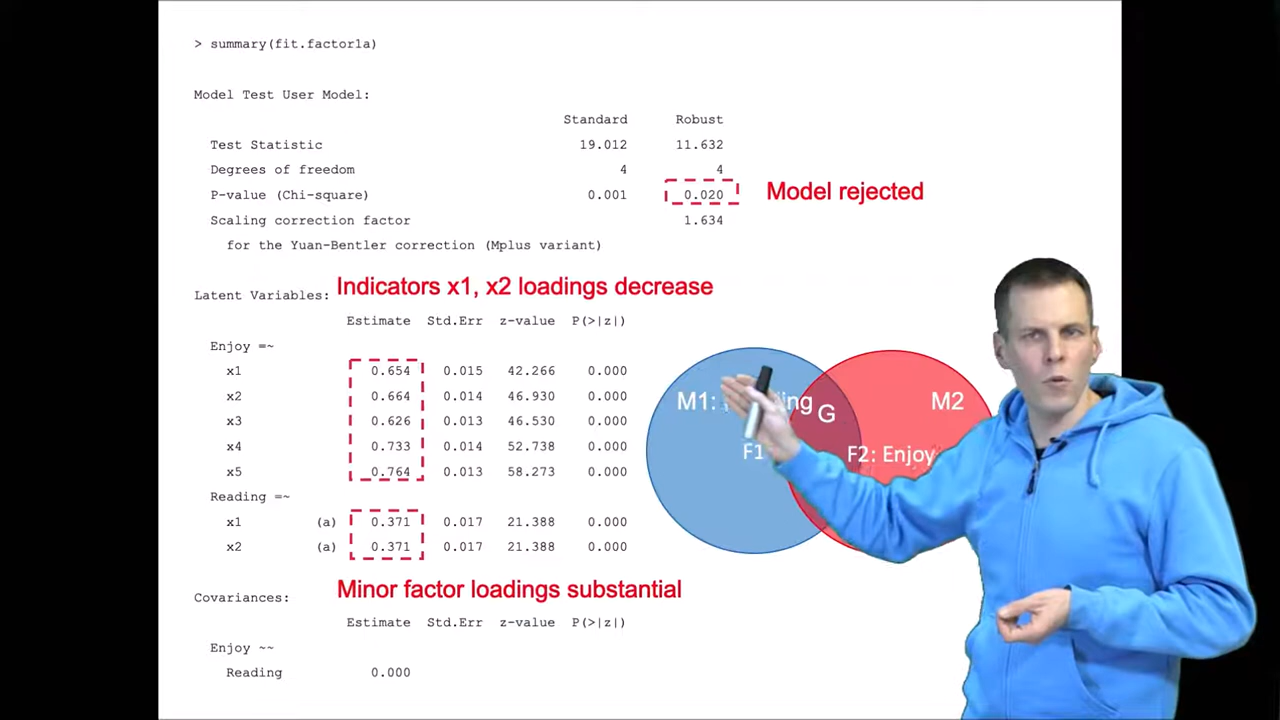 > summary(fit.factor1a)
Model Test User Model:
Standard Robust
Test Statistic 19.012 11.632
Degrees of freedom 4 4
P-value (Chi-square) 0.001 0.020 Model rejected
Scaling correction factor 1.634
for the Yuan-Bentler correction (Mplus variant)
Latent Variables: Indicators x1, x2 loadings decrease
Estimate Std.Err z-value P(>|z|)
Enjoy =~
x1 0.654 0.015 42.266 0.000
x2 0.664 0.014 46.930 0.000
x3 0.626 0.013 46.530 0.000
x4 0.733 0.014 52.738 0.000
x5 0.764 0.013 58.273 0.000
Reading =~
x1 (a) 0.371 0.017 21.388 0.000
x2 (a) 0.371 0.017 21.388 0.000
Minor factor loadings substantial
Covariances:
Estimate Std.Err z-value P(>|z|)
Enjoy ~~
Reading 0.000
M1: G M2
F1 F2: Enjoy